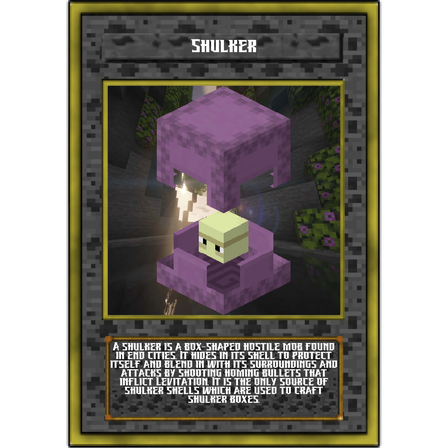 SHULKER
A SHULKER IS A BOX-SHAPED HOSTILE MOB FOUND
IN END CITIES. IT HIDES IN ITS SHELL TO PROTECT
ITSELF AND BLEND IN WITH ITS SURROUNDINGS AND
ATTACKS BY SHOOTING HOMING BULLETS THAT
INFLICT LEVITATION. IT IS THE ONLY SOURCE OF
SHULKER SHELLS WHICH ARE USED TO CRAFT
SHULKER BOXES.